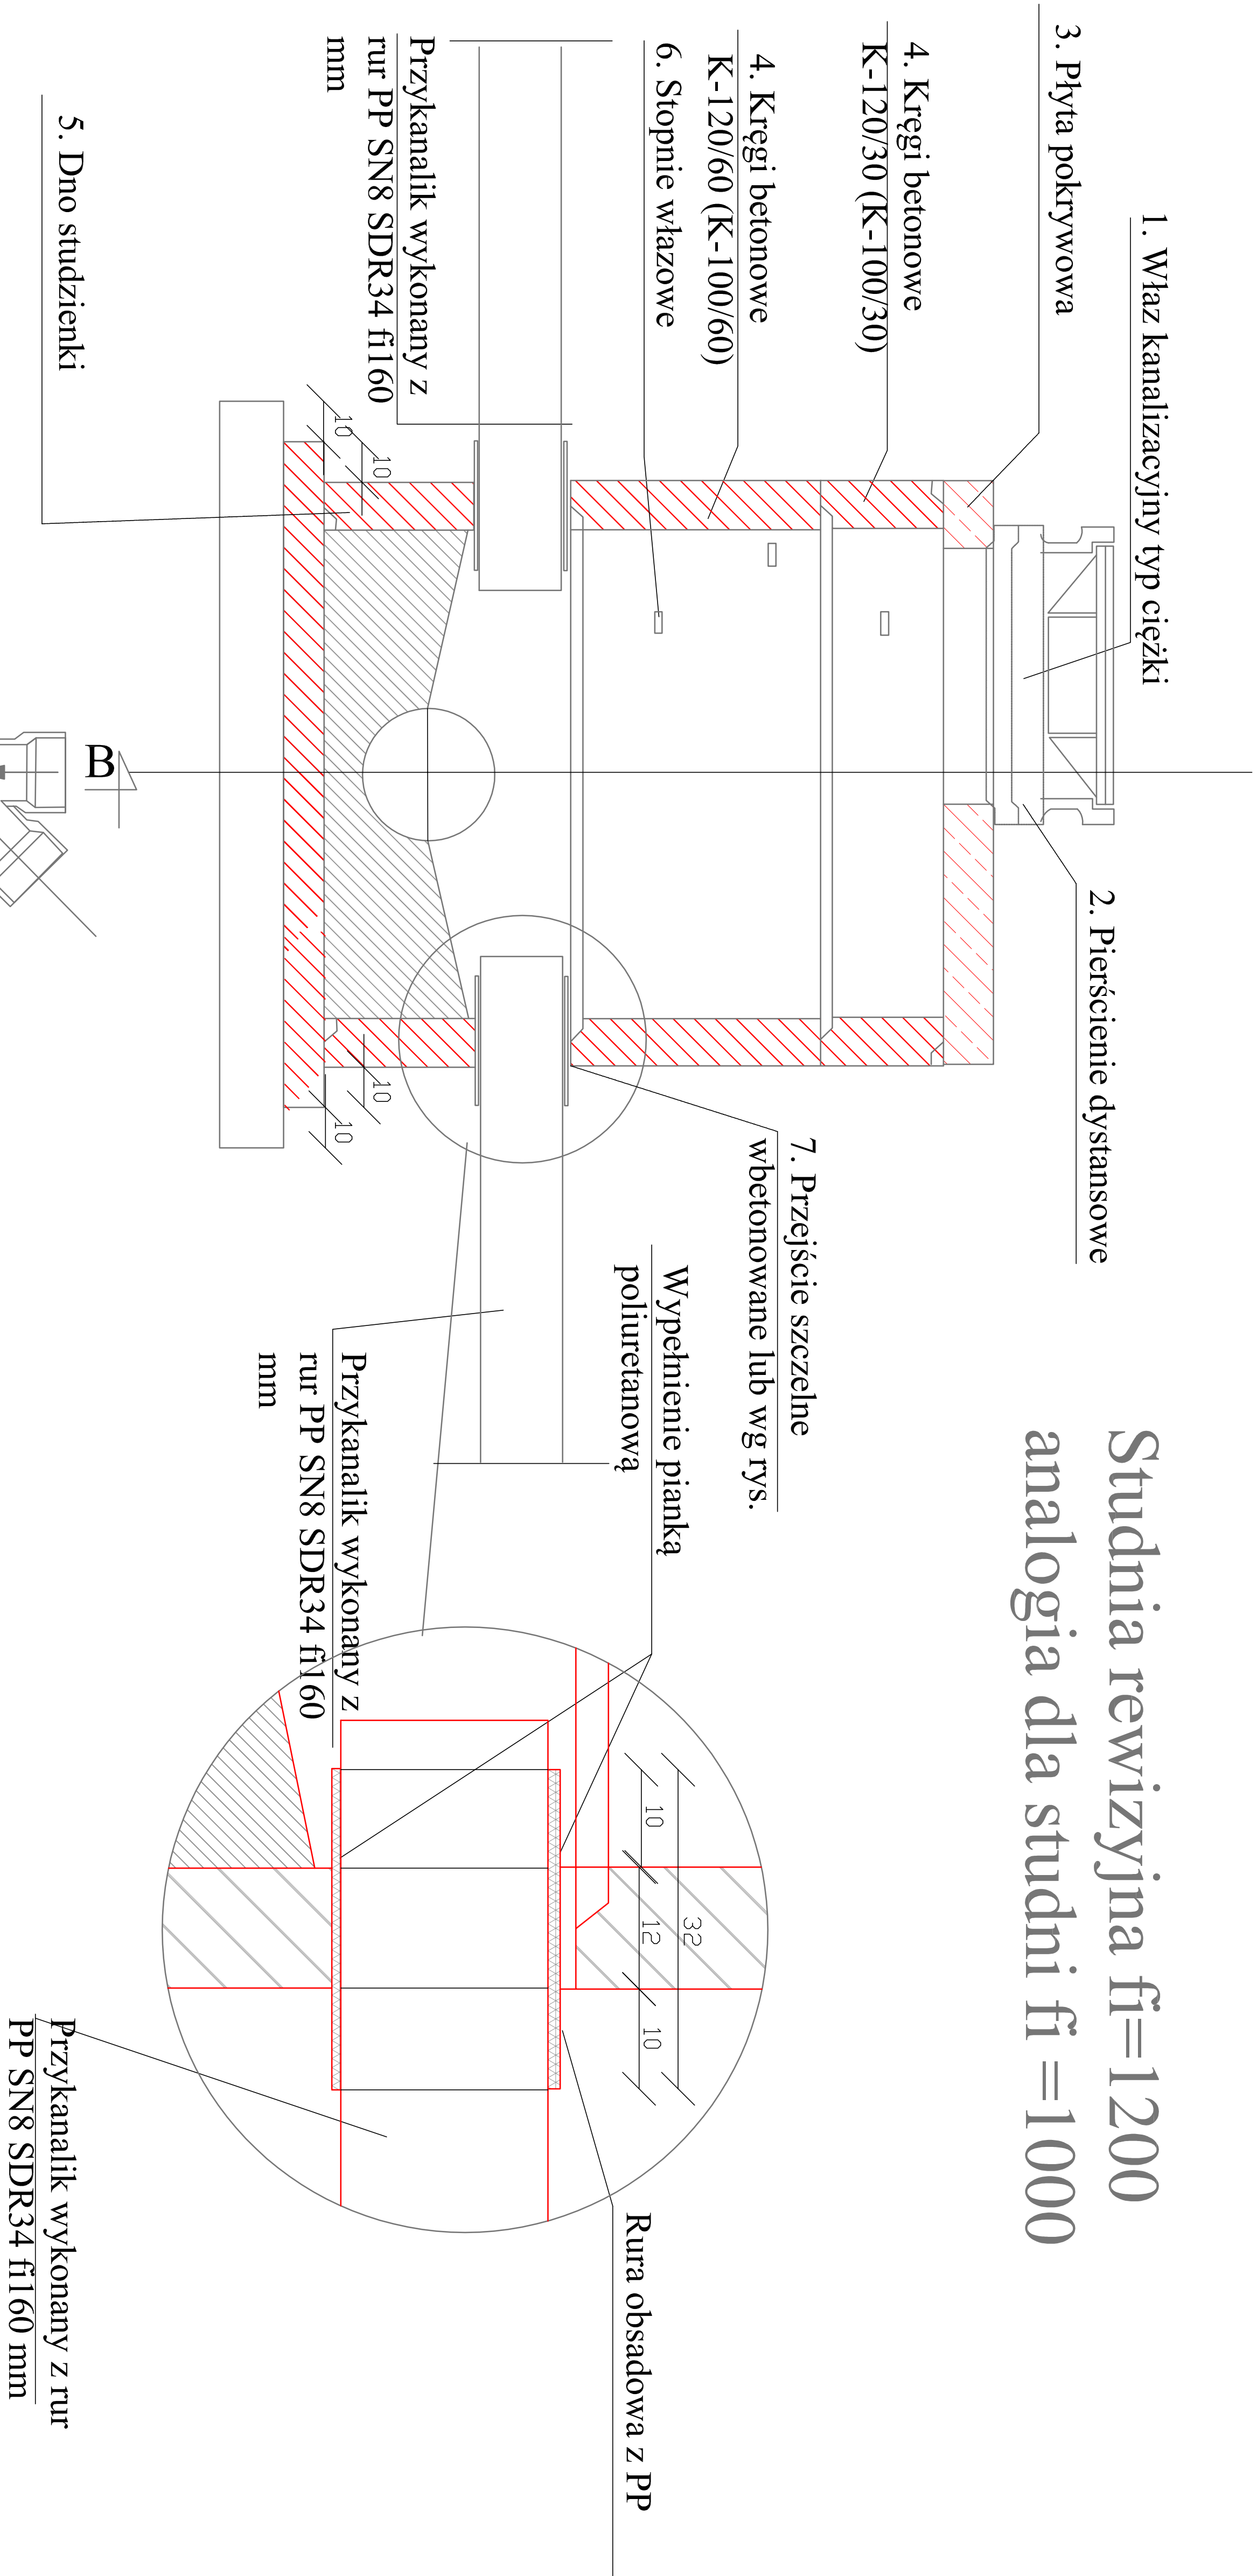 Studnia rewizyjna fi=1200
analogia dla studni fi =1000
1. Właz kanalizacyjny typ ciężki
2. Pierścienie dystansowe
3. Płyta pokrywowa
4. Kręgi betonowe
K-120/30 (K-100/30)
4. Kręgi betonowe
K-120/60 (K-100/60)
6. Stopnie włazowe
Przykanalik wykonany z
rur PP SN8 SDR34 fi160
mm
5. Dno studzienki
10
10
10
10
B
7. Przejście szczelne
wbetonowane lub wg rys.
Wypełnienie pianką
poliuretanową
Przykanalik wykonany z
rur PP SN8 SDR34 fi160
mm
32
10
12
10
Rura obsadowa z PP
Przykanalik wykonany z rur
PP SN8 SDR34 fi160 mm